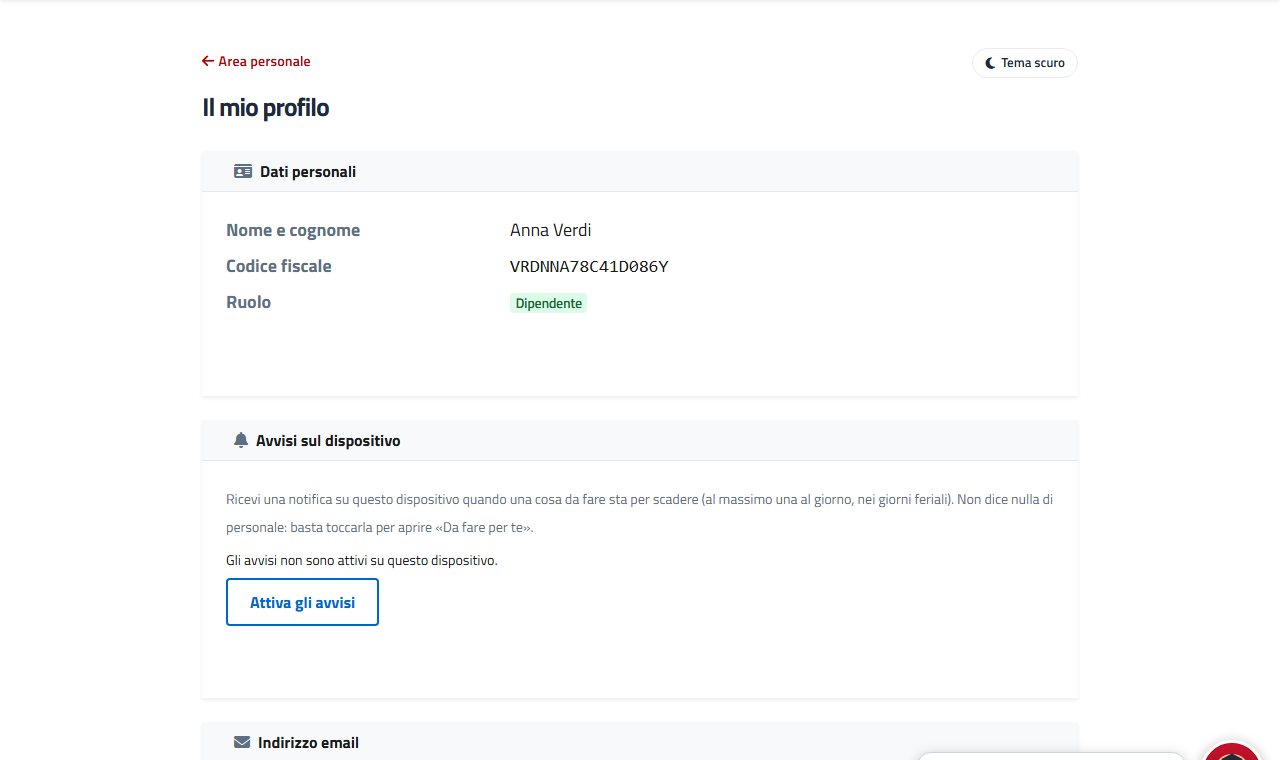 Area personale
Tema scuro
Il mio profilo
Dati personali
Nome e cognome Anna Verdi
Codice fiscale VRDNNA78C41D086Y
Ruolo Dipendente
Avvisi sul dispositivo
Ricevi una notifica su questo dispositivo quando una cosa da fare sta per scadere (al massimo una al giorno, nei giorni feriali). Non dice nulla di
personale: basta toccarla per aprire «Da fare per te».
Gli avvisi non sono attivi su questo dispositivo.
Attiva gli avvisi
Indirizzo email